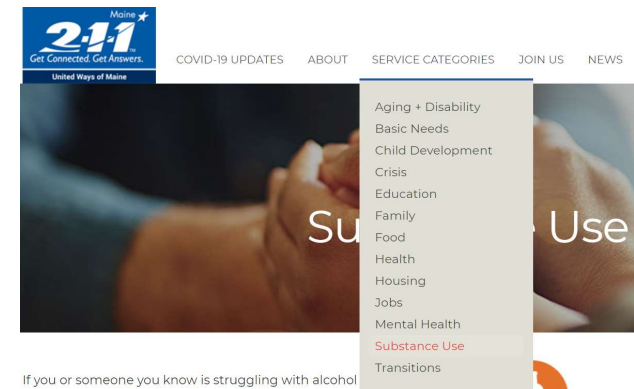 Maine
2-1-1
Get Connected. Get Answers.
United Ways of Maine
COVID-19 UPDATES ABOUT SERVICE CATEGORIES JOIN US NEWS
Aging + Disability
Basic Needs
Child Development
Crisis
Education
Family
Food
Health
Housing
Jobs
Mental Health
Substance Use
Transitions
Su Use
If you or someone you know is struggling with alcohol